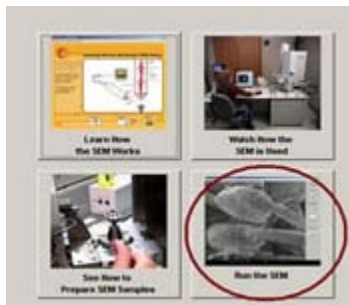 Learn How
the SEM Works
Watch How the
SEM is Used
See How to
Prepare SEM Samples
Run the SEM